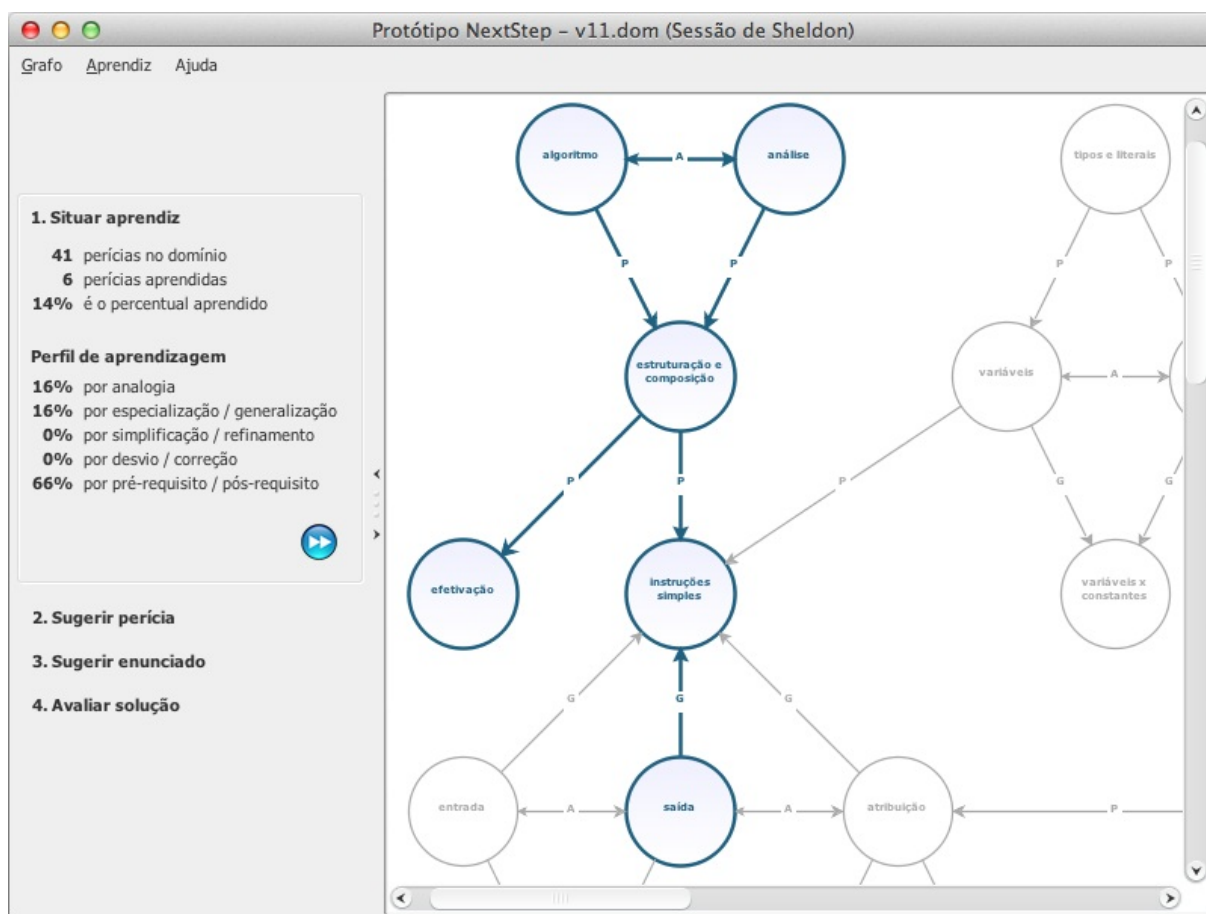 Protótipo NextStep – v11.dom (Sessão de Sheldon)
Grafo Aprendiz Ajuda
1. Situar aprendiz
41 perícias no domínio
6 perícias aprendidas
14% é o percentual aprendido
Perfil de aprendizagem
16% por analogia
16% por especialização / generalização
0% por simplificação / refinamento
0% por desvio / correção
66% por pré-requisito / pós-requisito
2. Sugerir perícia
3. Sugerir enunciado
4. Avaliar solução
algoritmo
A
análise
tipos e literais
P
P
P
P
estruturação e
composição
variáveis
A
P
P
P
G
G
efetivação
instruções
simples
variáveis x
constantes
G
G
G
entrada
A
saída
A
atribuição
P